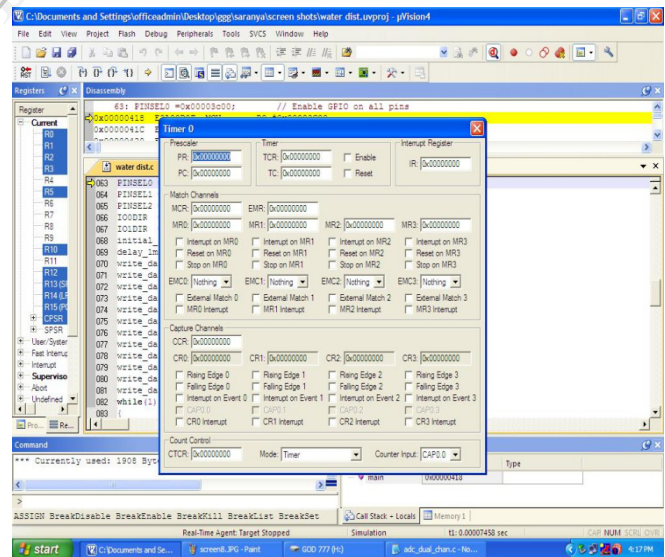 C:\Documents and Settings\officeadmin\Desktop\ggg\saranya\screen shots\water dist.uvproj - µVision4
File Edit View Project Flash Debug Peripherals Tools SVCS Window Help
Registers
Disassembly
Register
Current
R0
R1
R2
R3
R4
R5
R6
R7
R8
R9
R10
R11
R12
R13 (S
R14 (LR
R15 (P
CPSR
SPSR
User/System
Fast Interrup
Interrupt
Superviso
Abort
Undefined
63: PINSEL0 =0x00003c00; // Enable GPIO on all pins
0x00000418
0x0000041C
water dist.c
063 PINSEL0
064 PINSEL1
065 PINSEL2
066 IO0DIR
067 IO1DIR
068 initial_
069 delay_1m
070 write_da
071 write_da
072 write_da
073 write_da
074 write_da
075 write_da
076 write_da
077 write_da
078 write_da
079 write_da
080 write_da
081 write_da
082 while(1)
083 {
Timer 0
Prescaler
PR: 0x00000000
PC: 0x00000000
Timer
TCR: 0x00000000 Enable
TC: 0x00000000 Reset
Interrupt Register
IR: 0x00000000
Match Channels
MCR: 0x00000000 EMR: 0x00000000
MR0: 0x00000000 MR1: 0x00000000 MR2: 0x00000000 MR3: 0x00000000
Interrupt on MR0 Interrupt on MR1 Interrupt on MR2 Interrupt on MR3
Reset on MR0 Reset on MR1 Reset on MR2 Reset on MR3
Stop on MR0 Stop on MR1 Stop on MR2 Stop on MR3
EMC0: Nothing EMC1: Nothing EMC2: Nothing EMC3: Nothing
External Match 0 External Match 1 External Match 2 External Match 3
MR0 Interrupt MR1 Interrupt MR2 Interrupt MR3 Interrupt
Capture Channels
CCR: 0x00000000
CR0: 0x00000000 CR1: 0x00000000 CR2: 0x00000000 CR3: 0x00000000
Rising Edge 0 Rising Edge 1 Rising Edge 2 Rising Edge 3
Falling Edge 0 Falling Edge 1 Falling Edge 2 Falling Edge 3
Interrupt on Event 0 Interrupt on Event 1 Interrupt on Event 2 Interrupt on Event 3
CAP0.0 CAP0.1 CAP0.2 CAP0.3
CR0 Interrupt CR1 Interrupt CR2 Interrupt CR3 Interrupt
Count Control
CTCR: 0x00000000 Mode: Timer Counter Input: CAP0.0
Pro... Re...
Command
*** Currently used: 1908 Byt
>
ASSIGN BreakDisable BreakEnable BreakKill BreakList BreakSet
Type
main 0x00000418
Call Stack + Locals Memory 1
Real-Time Agent: Target Stopped Simulation t1: 0.00007458 sec CAP NUM SCRL OVR
start C:\Documents and Se... screen8.JPG - Paint GOD 777 (H:) adc_dual_chan.c - No... 4:17 PM